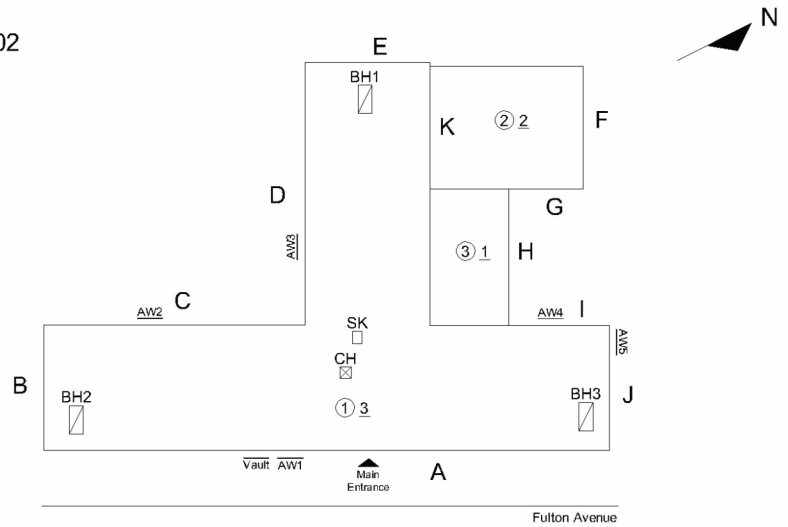 N
02
E
BH1
② 2
F
K
D
G
AW3
③ 1
H
C
AW2
AW4
I
SK
AW5
CH
B
BH2
① 3
BH3
J
Vault AW1
Main
Entrance
A
Fulton Avenue